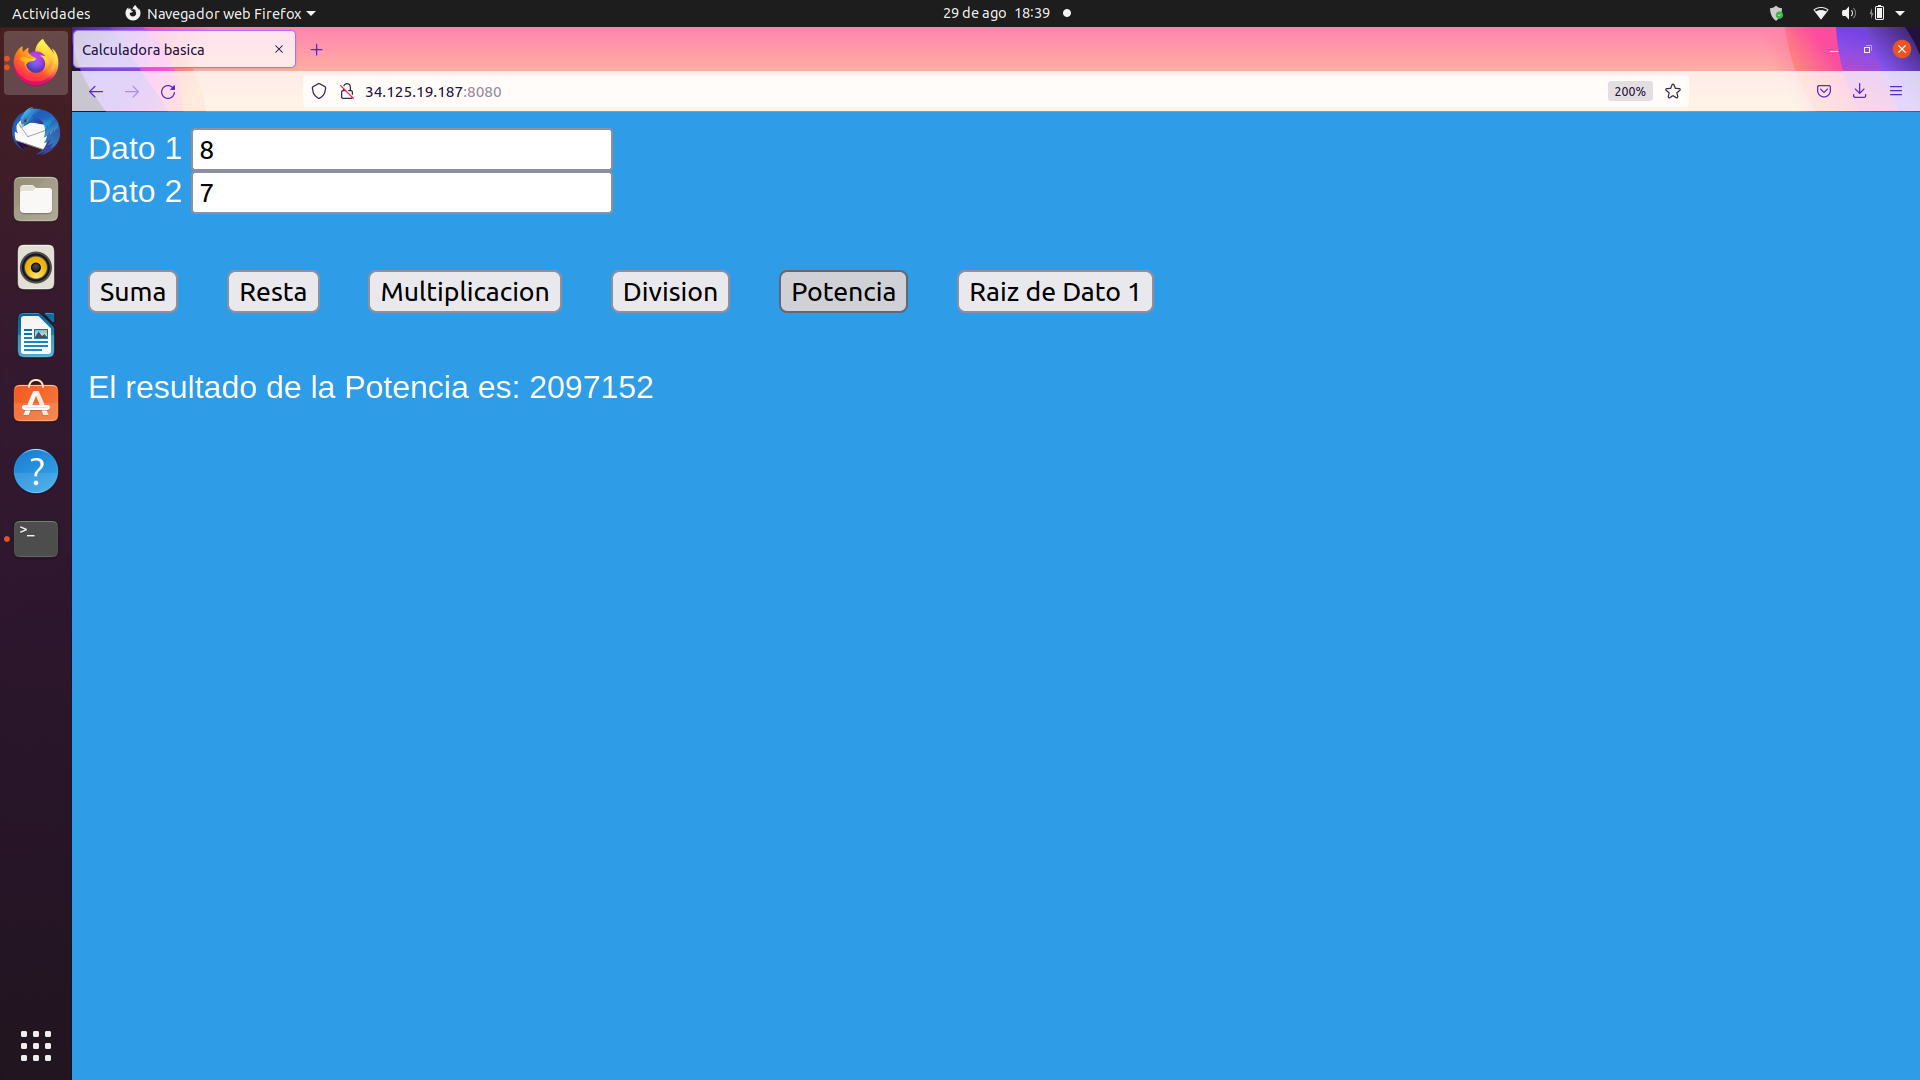 Actividades
Navegador web Firefox
29 de ago 18:39
Calculadora basica
34.125.19.187:8080
200%
Dato 1 8
Dato 2 7
Suma
Resta
Multiplicacion
Division
Potencia
Raiz de Dato 1
El resultado de la Potencia es: 2097152
?
>_